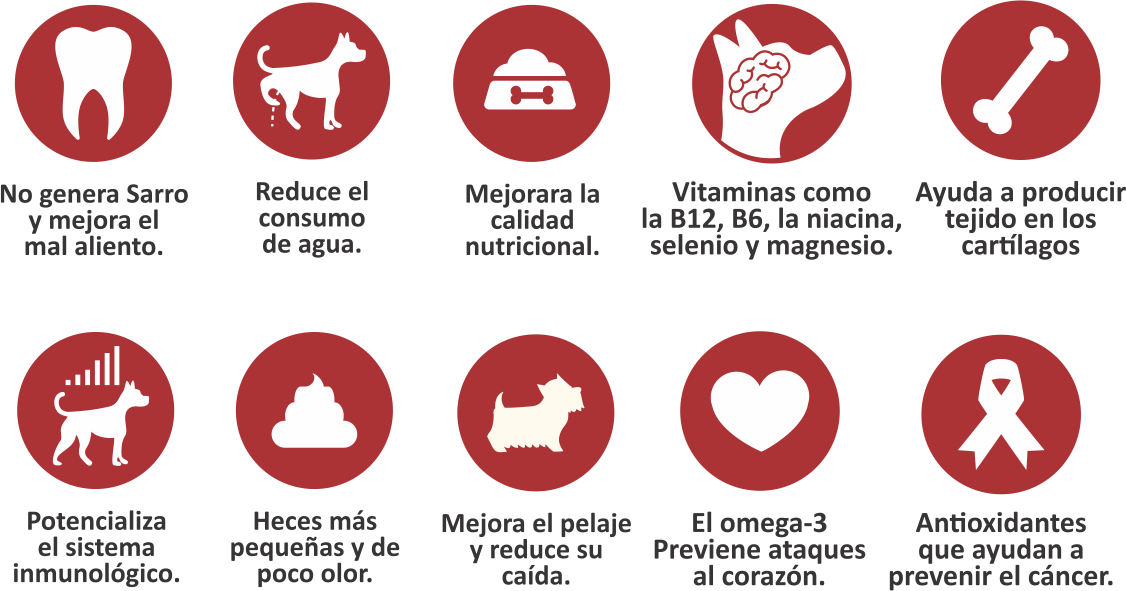 No genera Sarro
y mejora el
mal aliento.
Reduce el
consumo
de agua.
Mejorara la
calidad
nutricional.
Vitaminas como
la B12, B6, la niacina,
selenio y magnesio.
Ayuda a producir
tejido en los
cartílagos
Potencializa
el sistema
inmunológico.
Heces más
pequeñas y de
poco olor.
Mejora el pelaje
y reduce su
caída.
El omega-3
Previene ataques
al corazón.
Antioxidantes
que ayudan a
prevenir el cáncer.